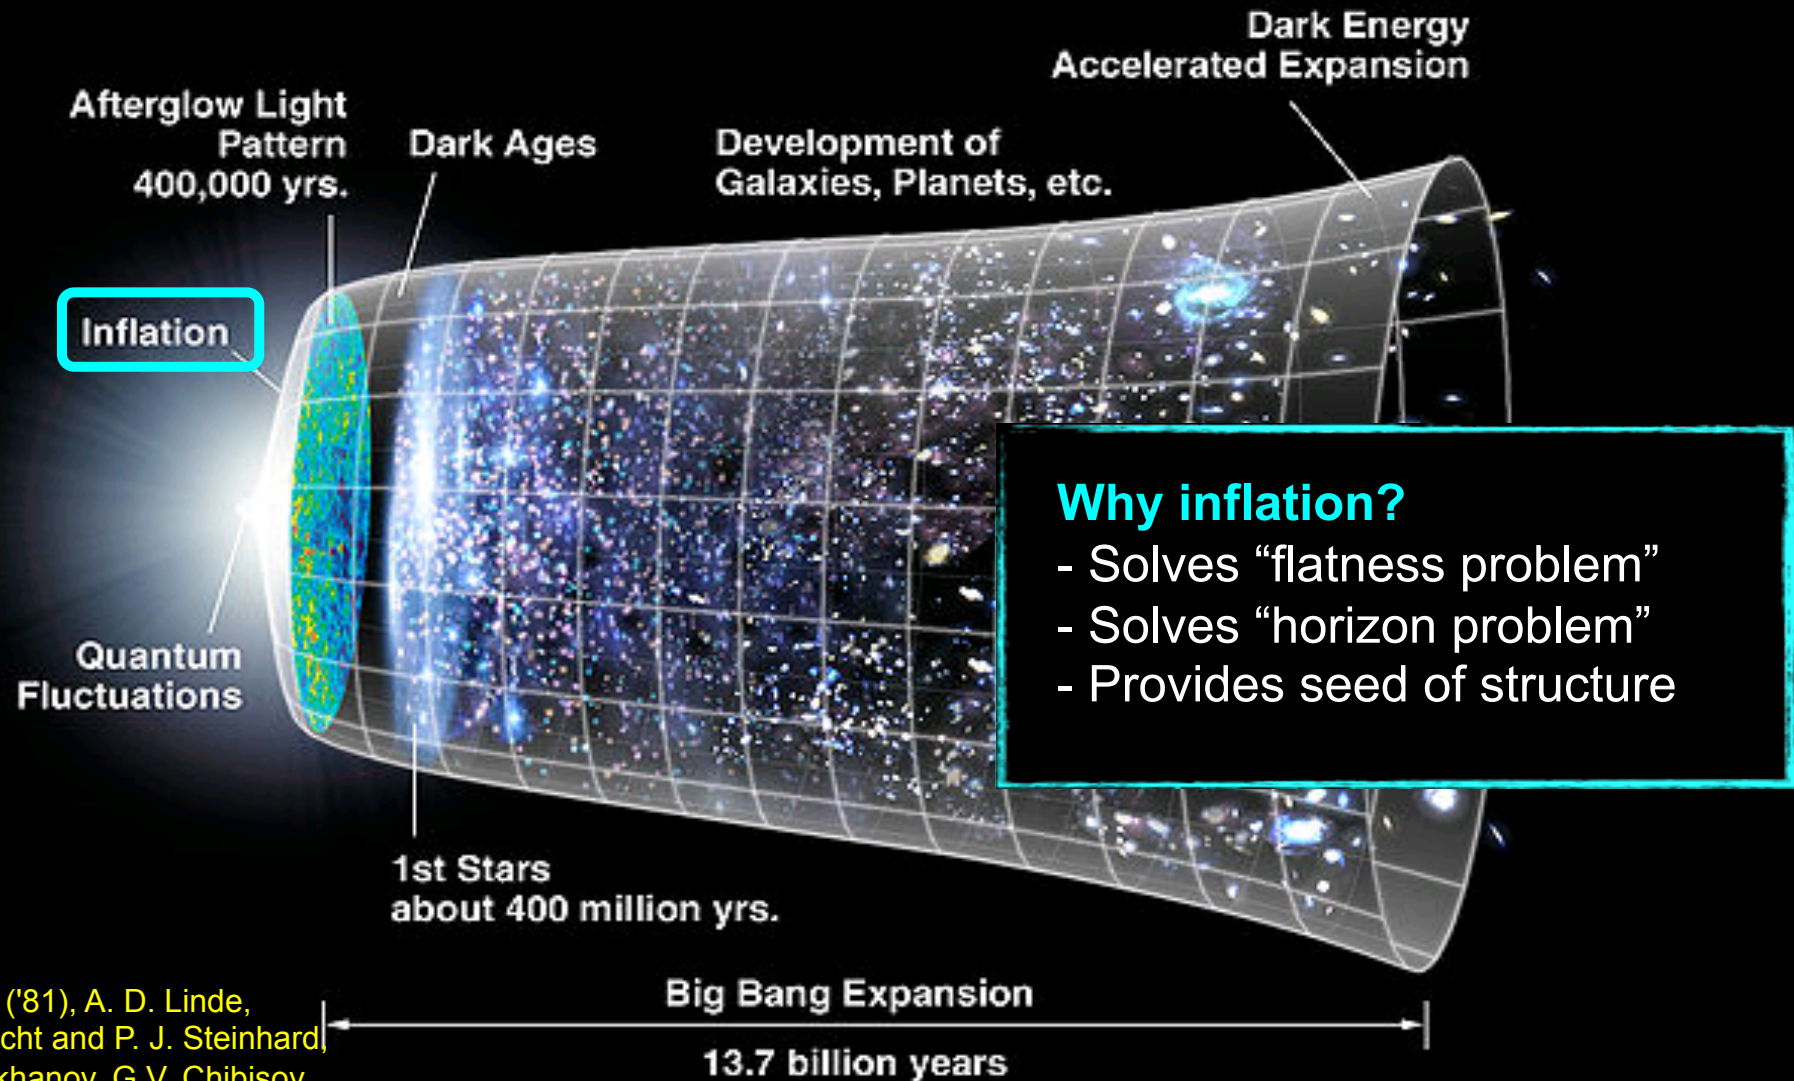 Dark Energy
Accelerated Expansion
Afterglow Light
Pattern
400,000 yrs.
Dark Ages
Development of
Galaxies, Planets, etc.
Inflation
Why inflation?
- Solves “flatness problem”
- Solves “horizon problem”
- Provides seed of structure
Quantum
Fluctuations
1st Stars
about 400 million yrs.
Big Bang Expansion
13.7 billion years
('81), A. D. Linde,
cht and P. J. Steinhard,
khanov, G.V. Chibisov